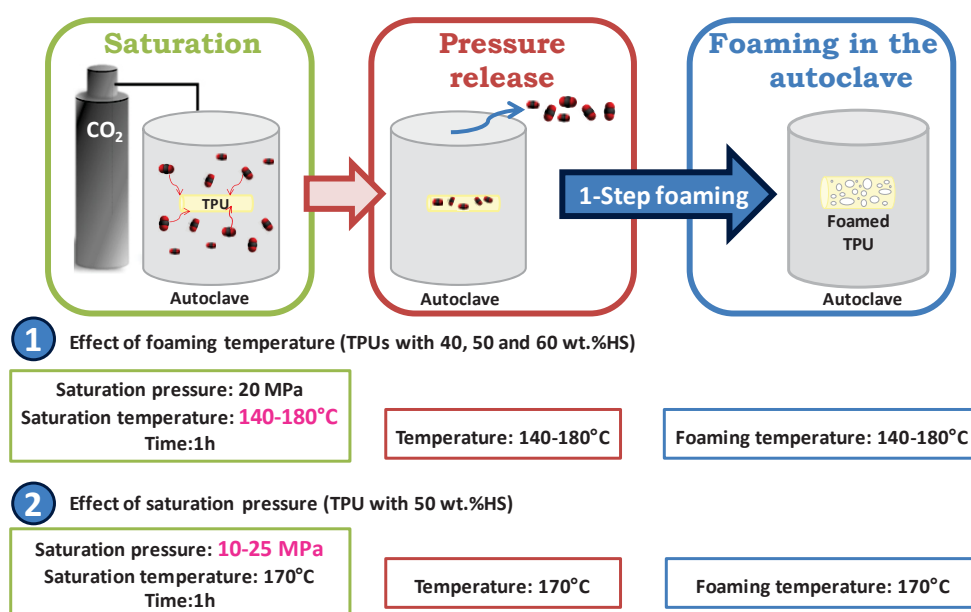 Saturation
CO2
TPU
Autoclave
Pressure
release
Autoclave
1-Step foaming
Foaming in the
autoclave
Foamed
TPU
Autoclave
1 Effect of foaming temperature (TPUs with 40, 50 and 60 wt.%HS)
Saturation pressure: 20 MPa
Saturation temperature: 140-180°C
Time:1h
Temperature: 140-180°C
Foaming temperature: 140-180°C
2 Effect of saturation pressure (TPU with 50 wt.%HS)
Saturation pressure: 10-25 MPa
Saturation temperature: 170°C
Time:1h
Temperature: 170°C
Foaming temperature: 170°C